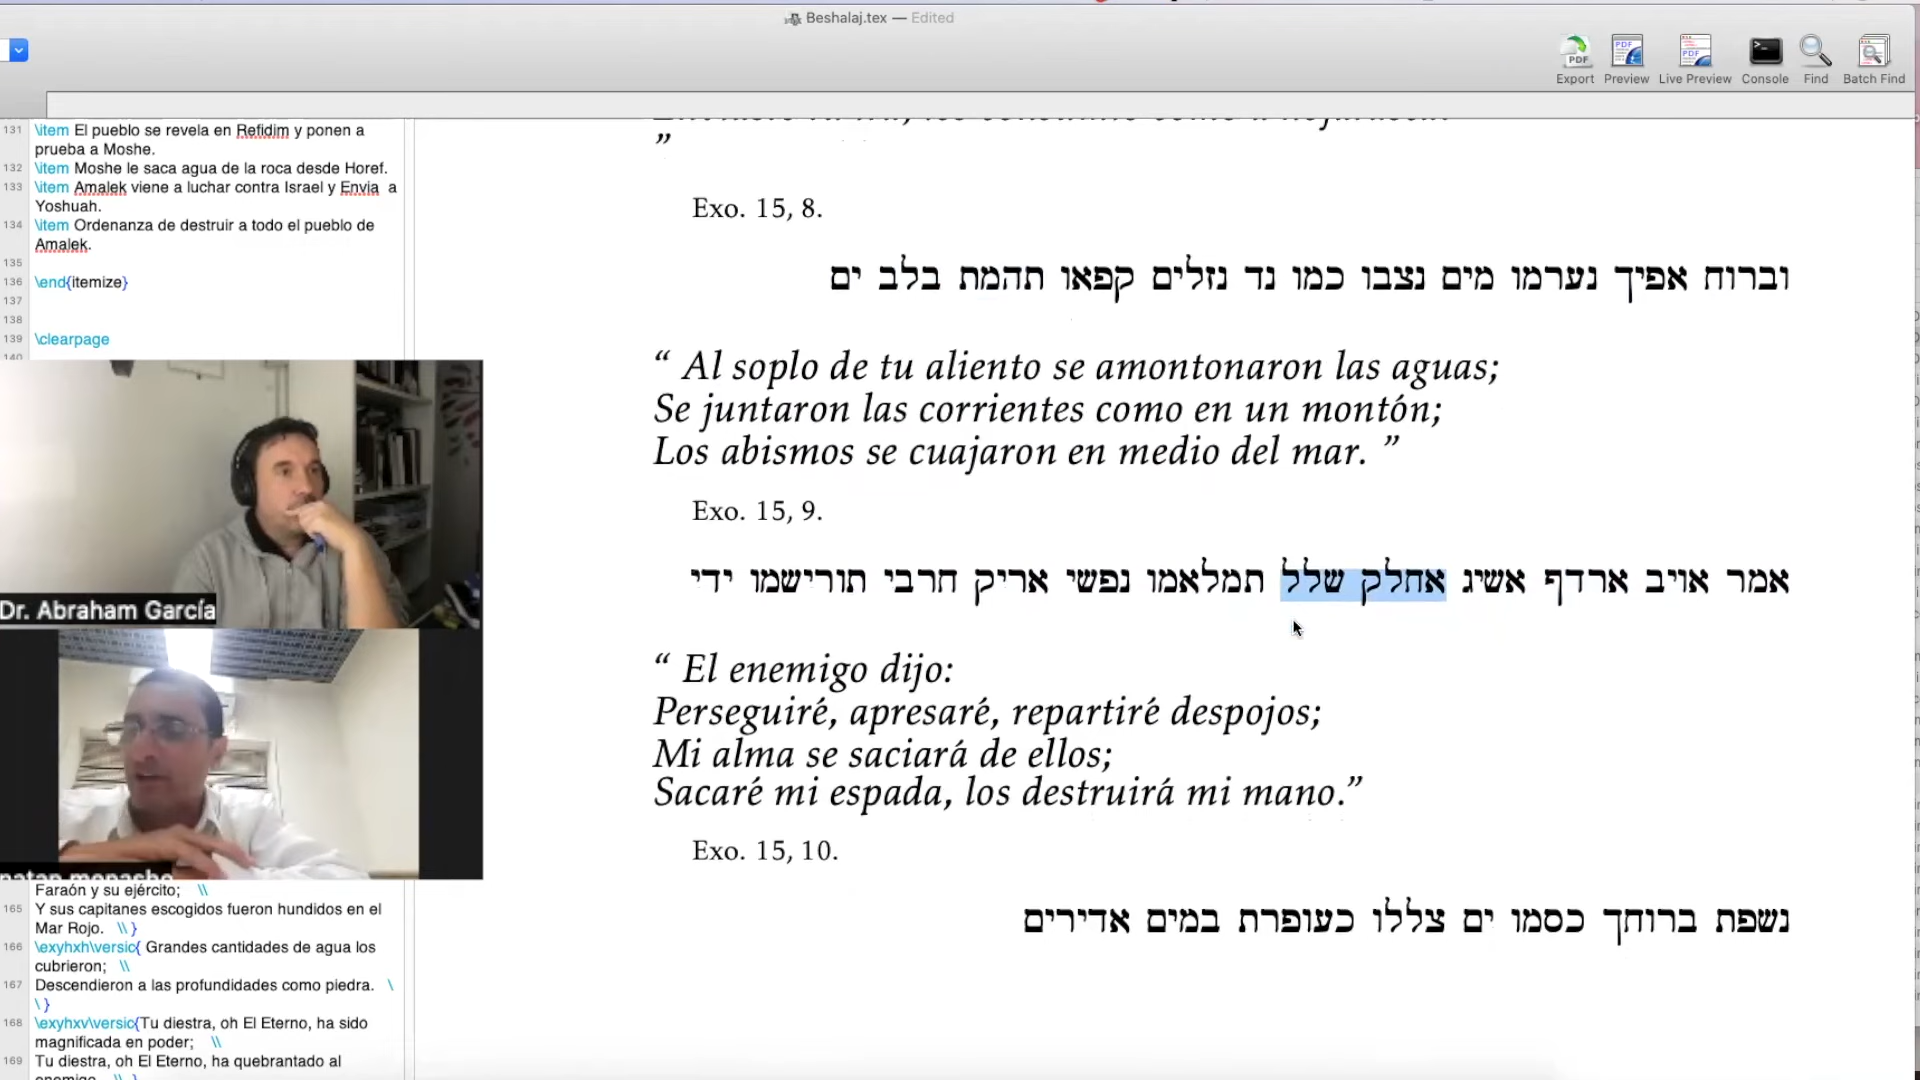 Beshalaj.tex — Edited
Export Preview Live Preview Console Find Batch Find
131 \item El pueblo se revela en Refidim y ponen a
prueba a Moshe.
132 \item Moshe le saca agua de la roca desde Horef.
133 \item Amalek viene a luchar contra Israel y Envia a
Yoshuah.
134 \item Ordenanza de destruir a todo el pueblo de
Amalek.
135
136 \end{itemize}
137
138
139 \clearpage
140
Dr. Abraham García
Faraón y su ejército; \\
165 Y sus capitanes escogidos fueron hundidos en el
Mar Rojo. \\ }
166 \exyhxh\versic{ Grandes cantidades de agua los
cubrieron; \\
167 Descendieron a las profundidades como piedra. \
\ }
168 \exyhxv\versic{Tu diestra, oh El Eterno, ha sido
magnificada en poder; \\
169 Tu diestra, oh El Eterno, ha quebrantado al
”
Exo. 15, 8.
וברוח אפיך נערמו מים נצבו כמו נד נזלים קפאו תהמת בלב ים
“ Al soplo de tu aliento se amontonaron las aguas;
Se juntaron las corrientes como en un montón;
Los abismos se cuajaron en medio del mar. ”
Exo. 15, 9.
אמר אויב ארדף אשיג אחלק שלל תמלאמו נפשי אריק חרבי תורישמו ידי
“ El enemigo dijo:
Perseguiré, apresaré, repartiré despojos;
Mi alma se saciará de ellos;
Sacaré mi espada, los destruirá mi mano.”
Exo. 15, 10.
נשפת ברוחך כסמו ים צללו כעופרת במים אדירים